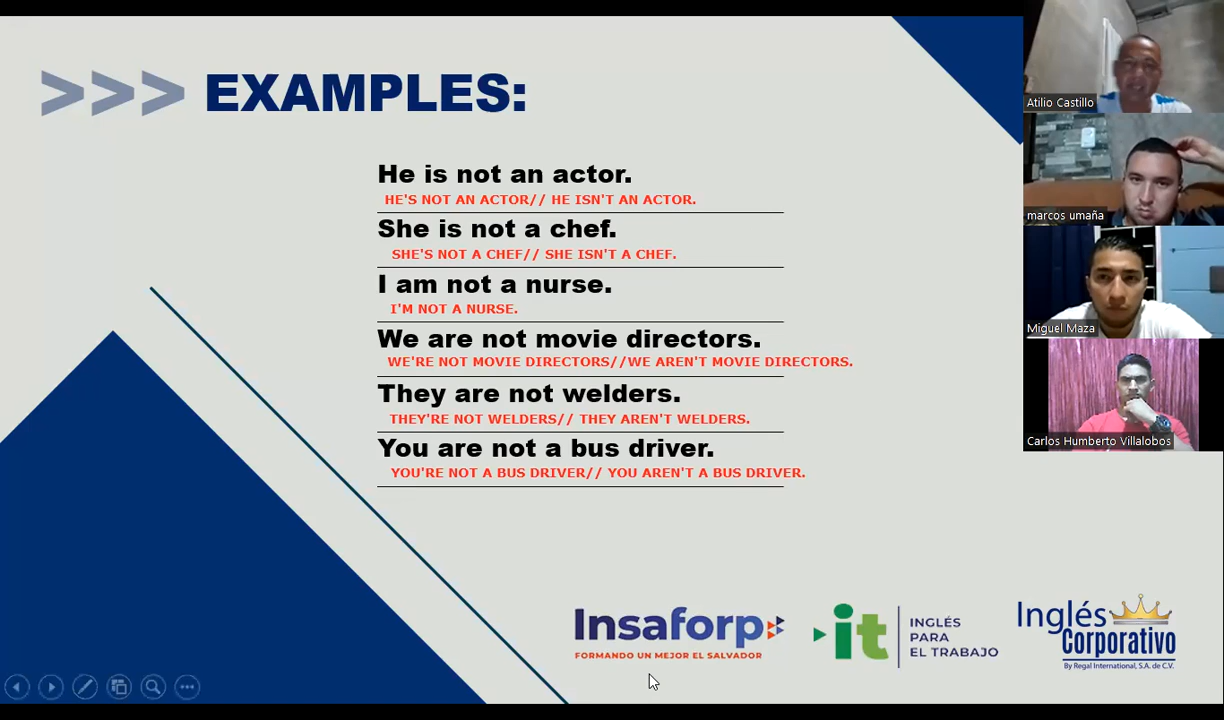 >>> EXAMPLES:
He is not an actor.
HE'S NOT AN ACTOR// HE ISN'T AN ACTOR.
She is not a chef.
SHE'S NOT A CHEF// SHE ISN'T A CHEF.
I am not a nurse.
I'M NOT A NURSE.
We are not movie directors.
WE'RE NOT MOVIE DIRECTORS//WE AREN'T MOVIE DIRECTORS.
They are not welders.
THEY'RE NOT WELDERS// THEY AREN'T WELDERS.
You are not a bus driver.
YOU'RE NOT A BUS DRIVER// YOU AREN'T A BUS DRIVER.
Insaforp
FORMANDO UN MEJOR EL SALVADOR
it
INGLÉS
PARA
EL TRABAJO
Inglés
Corporativo
By Regal International, S.A. de C.V.
Atilio Castillo
marcos umaña
Miguel Maza
Carlos Humberto Villalobos